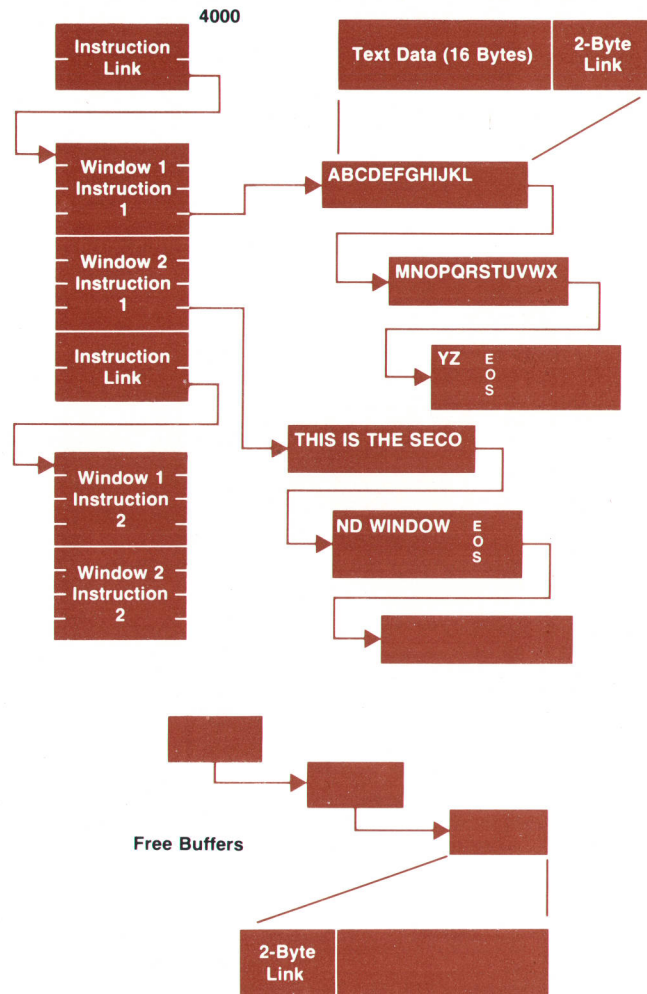 4000
Instruction
Link
Text Data (16 Bytes)
2-Byte
Link
Window 1
Instruction
1
ABCDEFGHIJKL
Window 2
Instruction
1
MNOPQRSTUVWX
Instruction
Link
YZ
E
O
S
THIS IS THE SECO
Window 1
Instruction
2
ND WINDOW
E
O
S
Window 2
Instruction
2
Free Buffers
2-Byte
Link